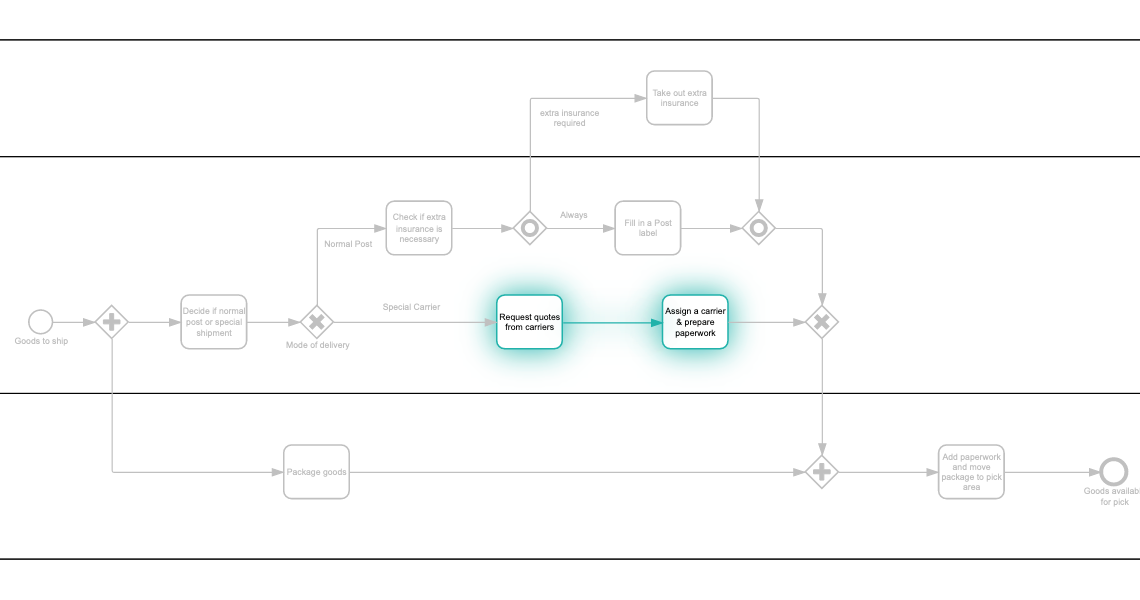 Take out extra
insurance
extra insurance
required
Check if extra
insurance is
necessary
Always
Fill in a Post
label
Normal Post
Special Carrier
Goods to ship
Decide if normal
post or special
shipment
Mode of delivery
Request quotes
from carriers
Assign a carrier
& prepare
paperwork
Package goods
Add paperwork
and move
package to pick
area
Goods availab
for pick